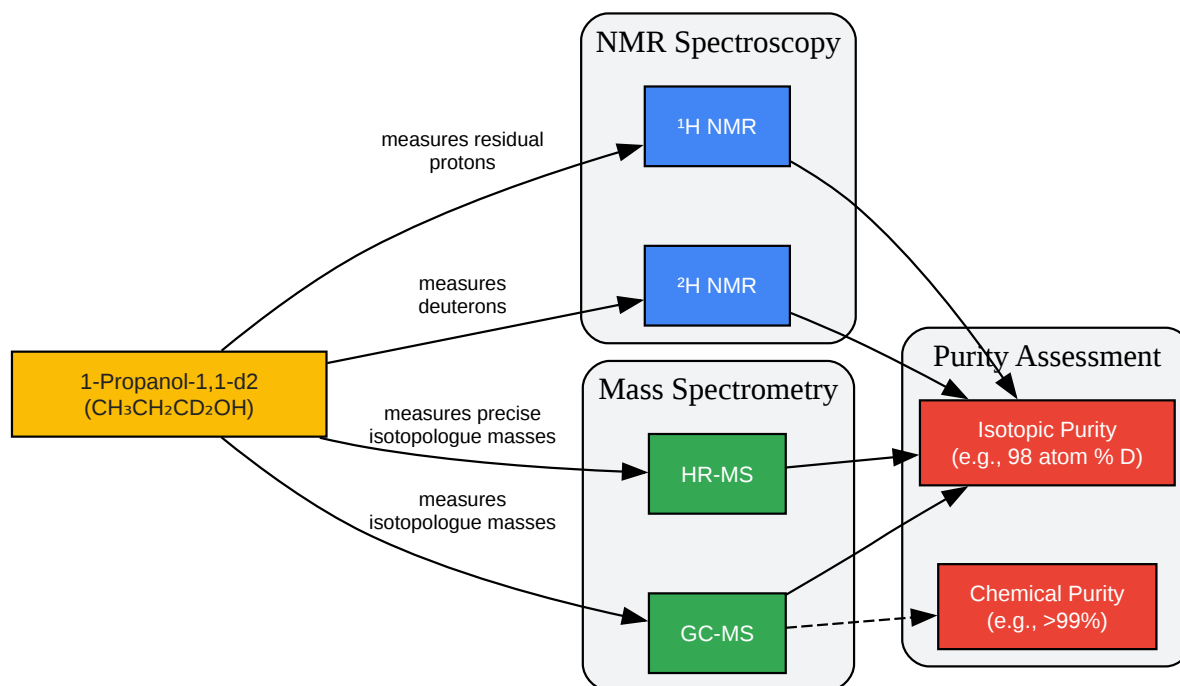 NMR Spectroscopy
¹H NMR
measures residual
protons
²H NMR
measures
deuterons
1-Propanol-1,1-d2
(CH₃CH₂CD₂OH)
Mass Spectrometry
measures precise
isotopologue masses
HR-MS
measures
isotopologue masses
GC-MS
Purity Assessment
Isotopic Purity
(e.g., 98 atom % D)
Chemical Purity
(e.g., >99%)